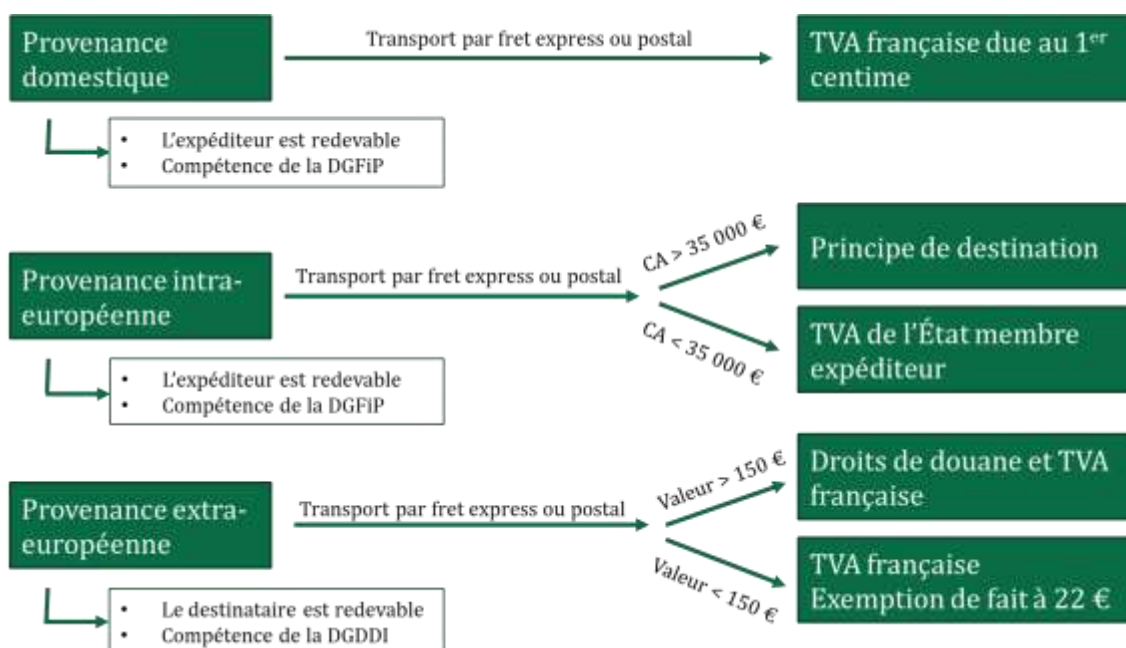 Provenance
domestique
Transport par fret express ou postal
TVA française due au 1er
centime
• L'expéditeur est redevable
• Compétence de la DGFiP
Provenance intra-
européenne
Transport par fret express ou postal
CA > 35 000 €
Principe de destination
CA < 35 000 €
TVA de l'État membre
expéditeur
• L'expéditeur est redevable
• Compétence de la DGFiP
Provenance extra-
européenne
Transport par fret express ou postal
Valeur > 150 €
Droits de douane et TVA
française
Valeur < 150 €
TVA française
Exemption de fait à 22 €
• Le destinataire est redevable
• Compétence de la DGDDI